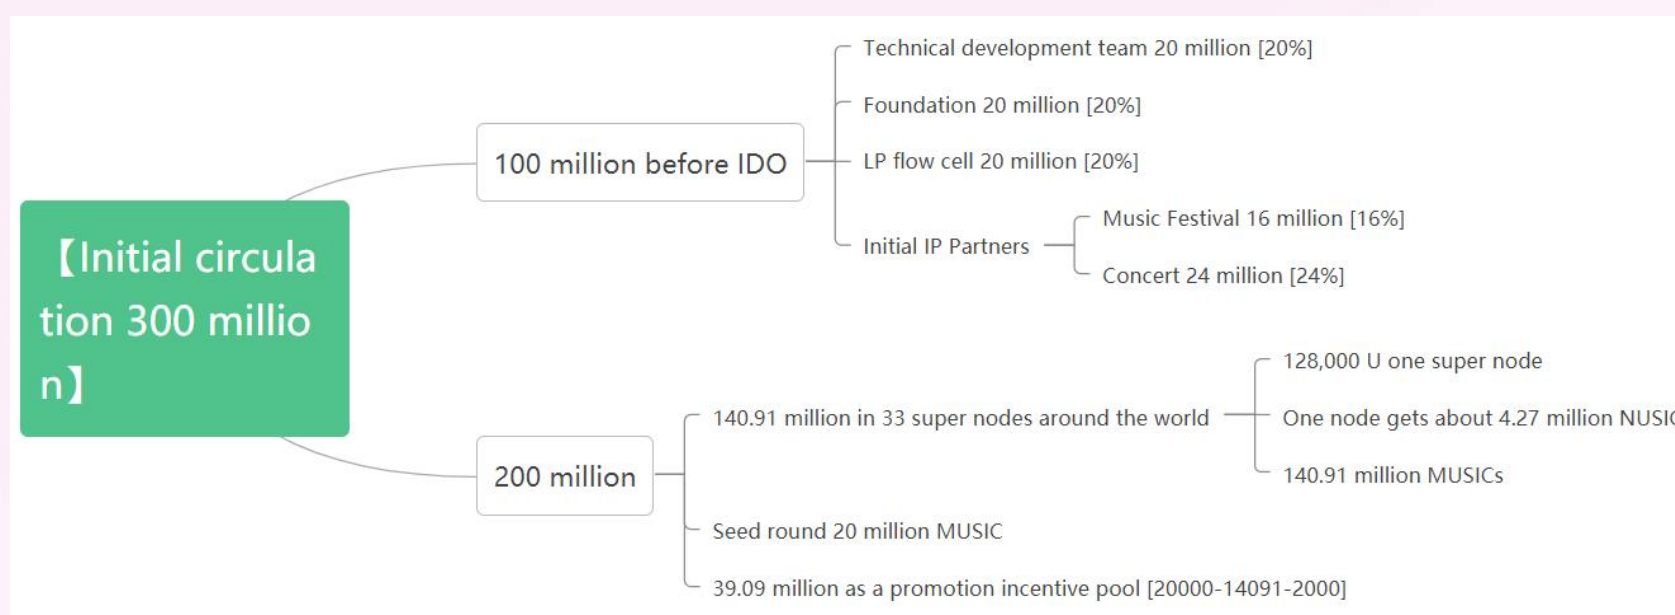 【Initial circula
tion 300 millio
n】
100 million before IDO
Technical development team 20 million [20%]
Foundation 20 million [20%]
LP flow cell 20 million [20%]
Initial IP Partners
Music Festival 16 million [16%]
Concert 24 million [24%]
200 million
140.91 million in 33 super nodes around the world
128,000 U one super node
One node gets about 4.27 million NUSIC
140.91 million MUSICs
Seed round 20 million MUSIC
39.09 million as a promotion incentive pool [20000-14091-2000]